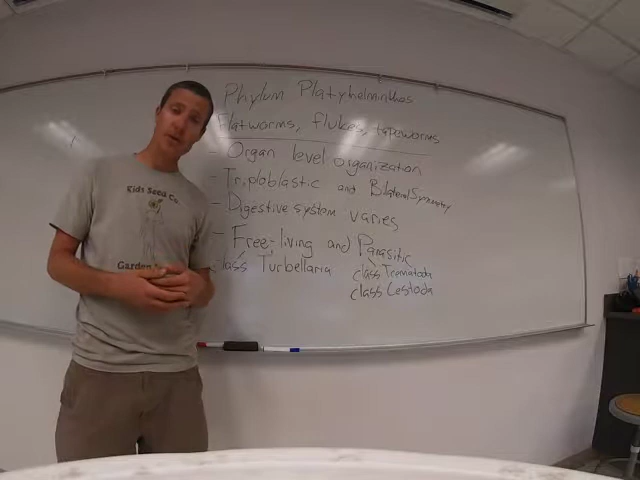 Phylum Platyhelminthes
Flatworms, flukes, tapeworms
- Organ level organization
- Triploblastic and Bilateral Symmetry
- Digestive system varies
- Free-living and Parasitic
class Turbellaria class Trematoda
class Cestoda
Kids Seed Co.
Garden